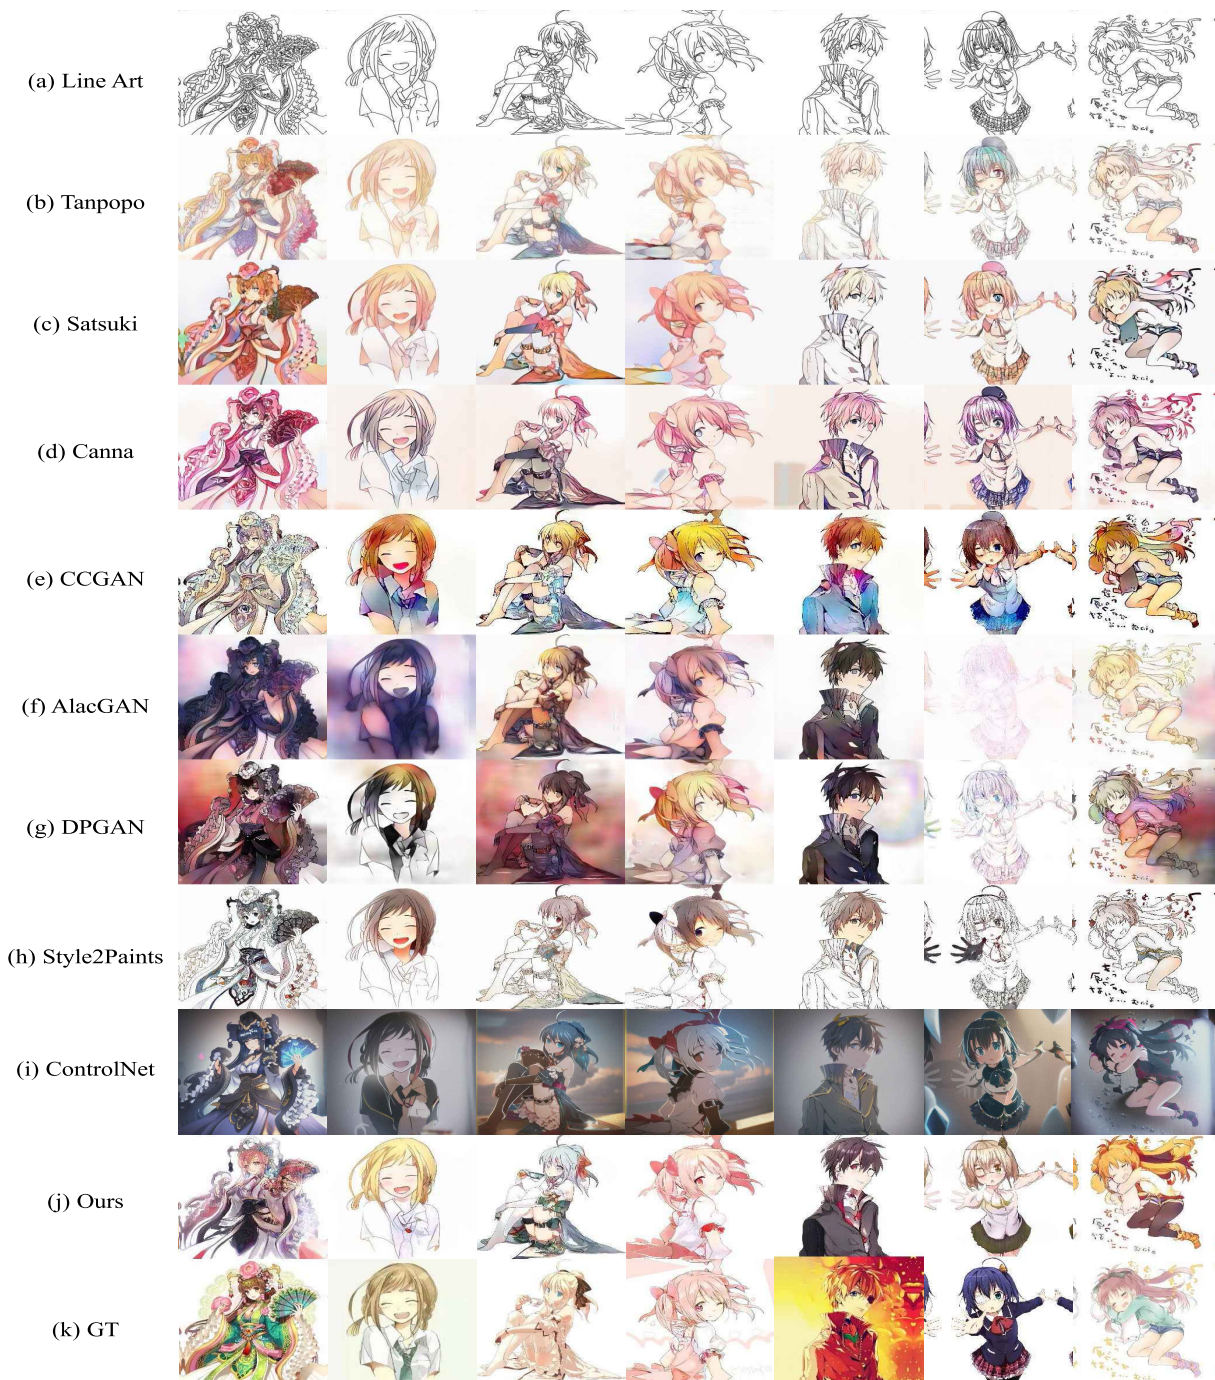 (a) Line Art
(b) Tanpopo
(c) Satsuki
(d) Canna
(e) CCGAN
(f) AlacGAN
(g) DPGAN
(h) Style2Paints
(i) ControlNet
(j) Ours
(k) GT